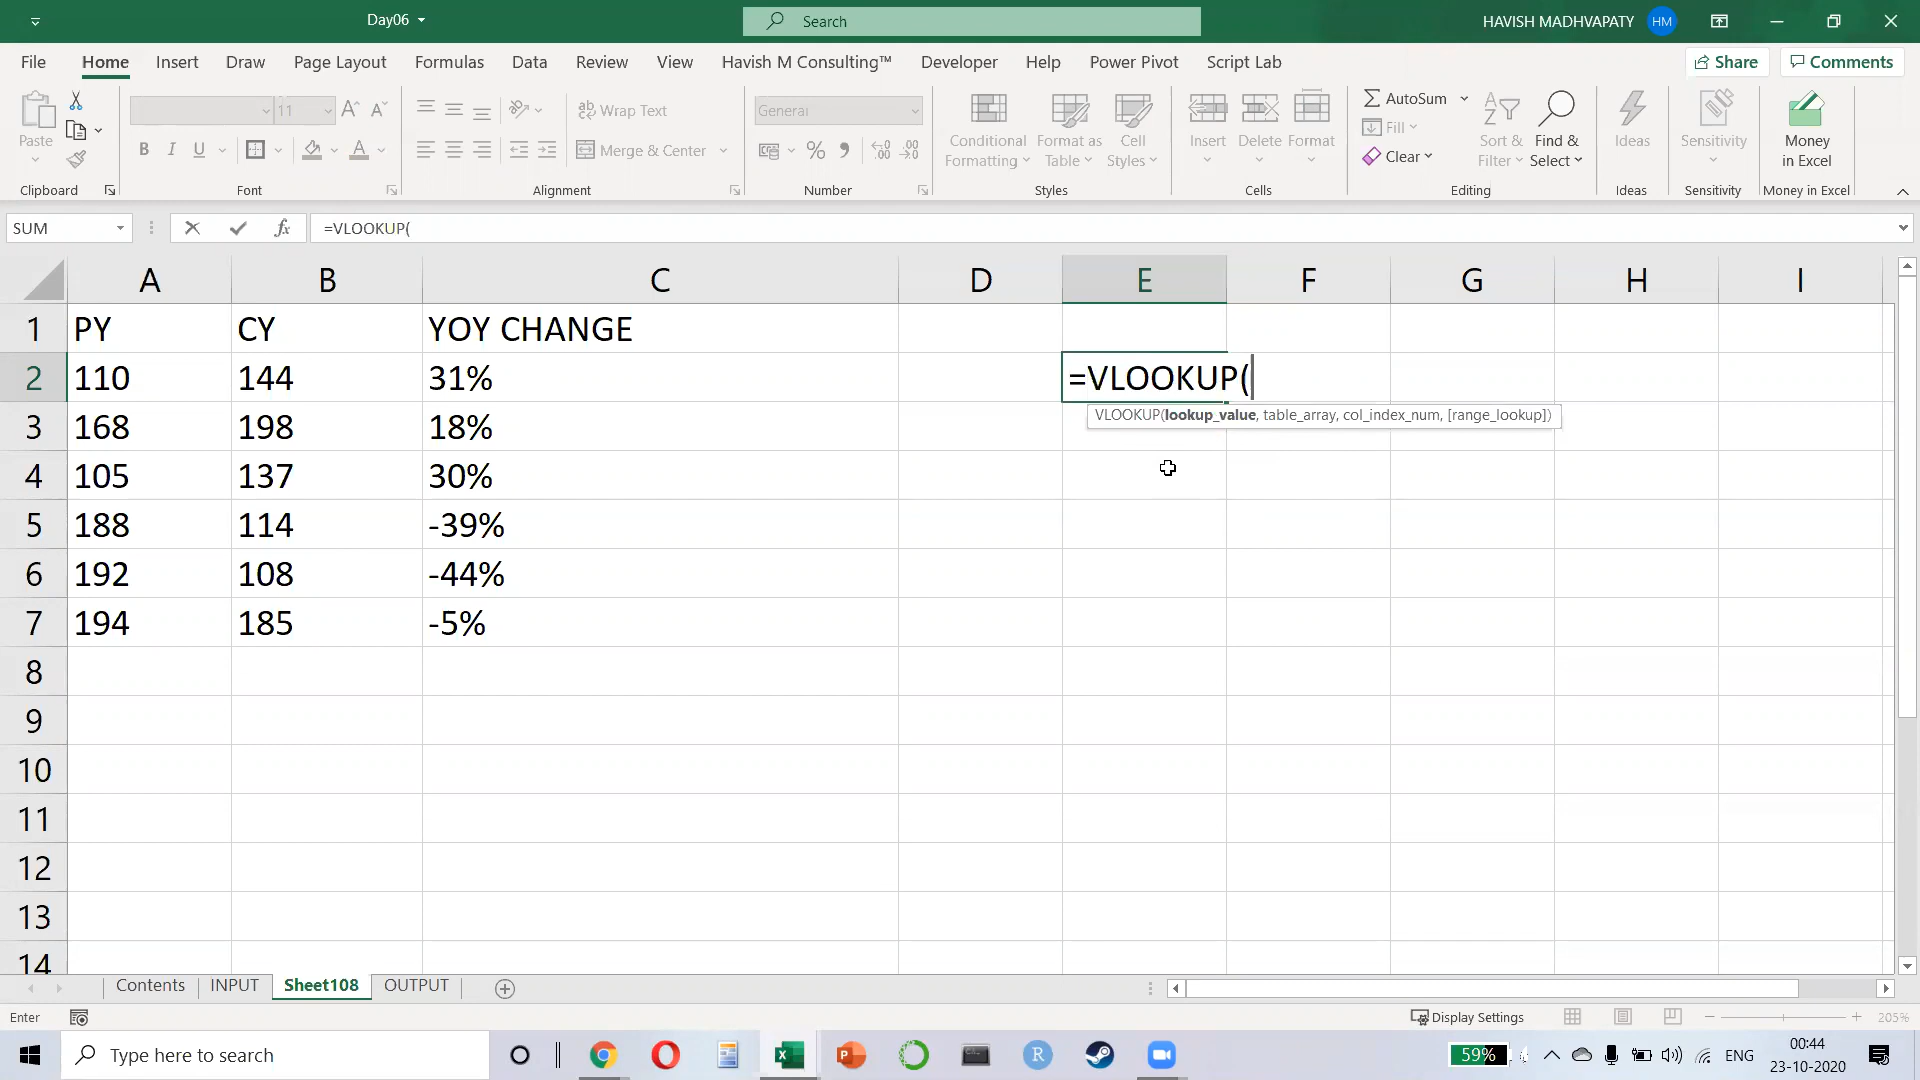 Day06
Search
HAVISH MADHVAPATY HM
File Home Insert Draw Page Layout Formulas Data Review View Havish M Consulting™ Developer Help Power Pivot Script Lab Share Comments
Paste
11
Wrap Text
Merge & Center
General
Conditional Formatting
Format as Table
Cell Styles
Insert
Delete
Format
AutoSum
Fill
Clear
Sort & Filter
Find & Select
Ideas
Sensitivity
Money in Excel
Clipboard Font Alignment Number Styles Cells Editing Ideas Sensitivity Money in Excel
SUM fx =VLOOKUP(
A B C D E F G H I
1 PY CY YOY CHANGE
2 110 144 31% =VLOOKUP(
VLOOKUP(lookup_value, table_array, col_index_num, [range_lookup])
3 168 198 18%
4 105 137 30%
5 188 114 -39%
6 192 108 -44%
7 194 185 -5%
8
9
10
11
12
13
14
Contents INPUT Sheet108 OUTPUT
Enter Display Settings 205%
Type here to search
59% ENG 00:44
23-10-2020